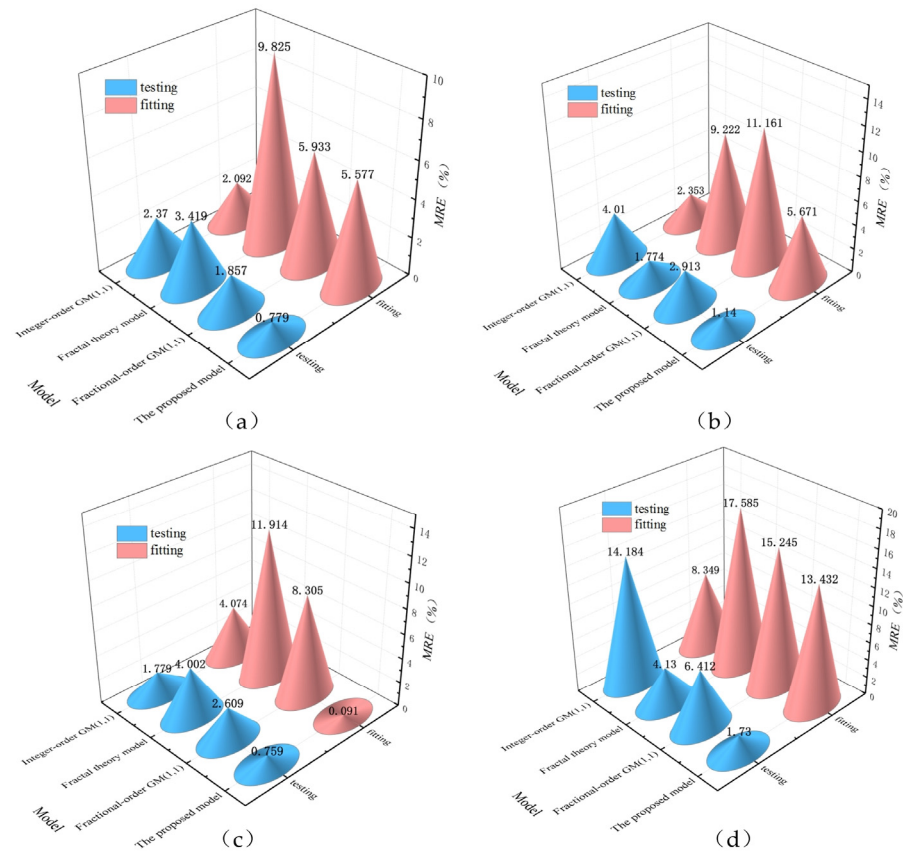 9.825
testing
fitting
5.933
5.577
2.092
2.37
3.419
1.857
0.779
10
8
6
4
2
0
MRE (%)
Integer-order GM(1,1)
Fractal theory model
Fractional-order GM(1,1)
The proposed model
Model
testing
fitting
(a)
testing
fitting
9.222
11.161
2.353
5.671
4.01
1.774
2.913
1.14
14
12
10
8
6
4
2
0
MRE (%)
Integer-order GM(1,1)
Fractal theory model
Fractional-order GM(1,1)
The proposed model
Model
testing
fitting
(b)
testing
fitting
11.914
8.305
4.074
0.091
1.779
4.002
2.609
0.759
14
12
10
8
6
4
2
0
MRE (%)
Integer-order GM(1,1)
Fractal theory model
Fractional-order GM(1,1)
The proposed model
Model
testing
fitting
(c)
testing
fitting
17.585
15.245
14.184
8.349
13.432
4.13
6.412
1.73
20
18
16
14
12
10
8
6
4
2
0
MRE (%)
Integer-order GM(1,1)
Fractal theory model
Fractional-order GM(1,1)
The proposed model
Model
testing
fitting
(d)